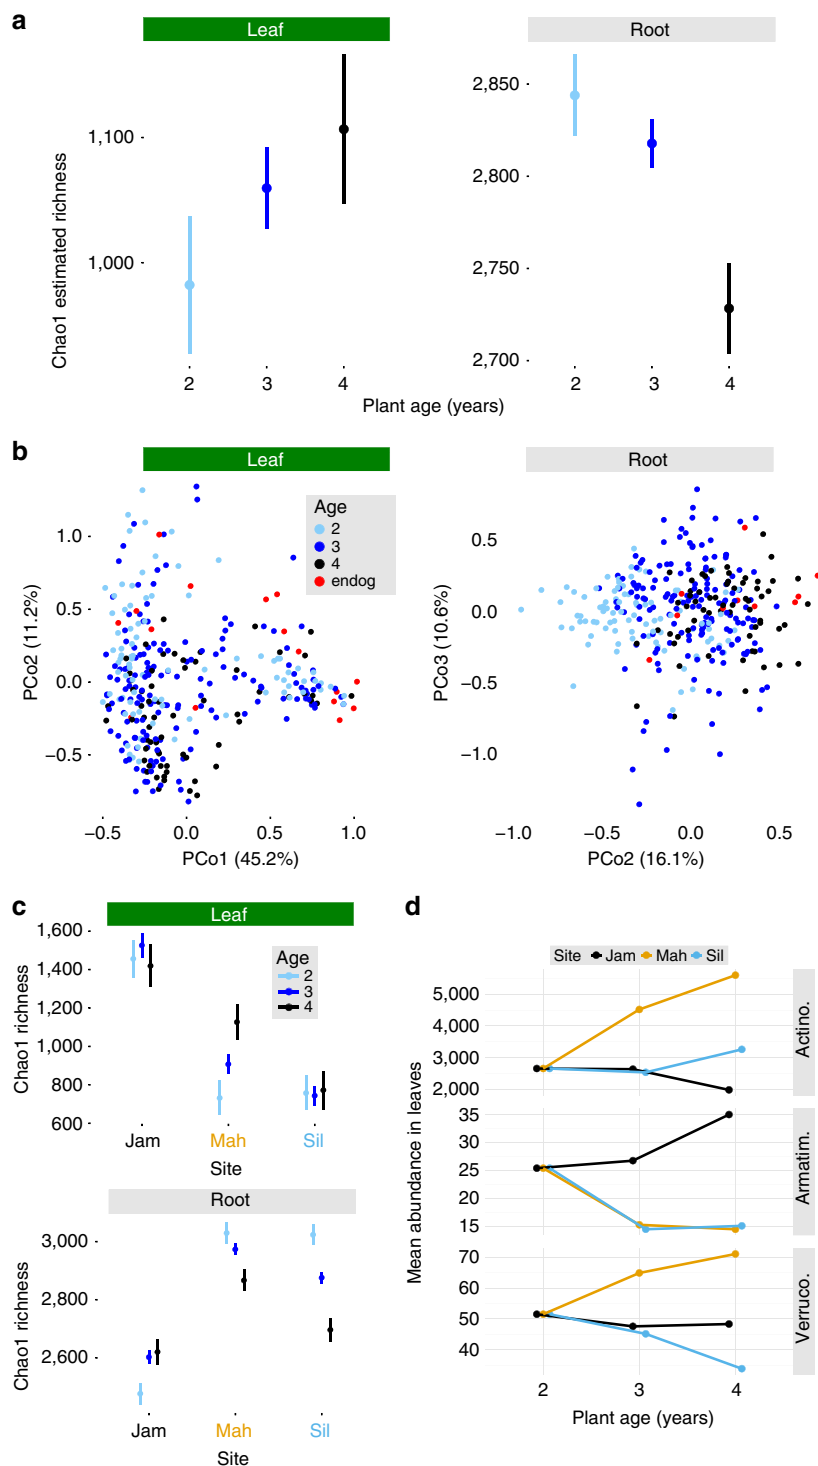 a
Leaf
Root
Chao1 estimated richness
1,100
1,000
2,850
2,800
2,750
2,700
2 3 4
2 3 4
Plant age (years)
b
Leaf
Root
Age
2
3
4
endog
PCo2 (11.2%)
1.0
0.5
0.0
−0.5
−0.5 0.0 0.5 1.0
PCo1 (45.2%)
PCo3 (10.6%)
0.5
0.0
−0.5
−1.0
−1.0 −0.5 0.0 0.5
PCo2 (16.1%)
c
Leaf
Chao1 richness
1,600
1,400
1,200
1,000
800
600
Age
2
3
4
Jam Mah Sil
Site
Root
Chao1 richness
3,000
2,800
2,600
Jam Mah Sil
Site
d
Site Jam Mah Sil
Mean abundance in leaves
5,000
4,000
3,000
2,000
Actino.
35
30
25
20
15
Armatim.
70
60
50
40
Verruco.
2 3 4
Plant age (years)